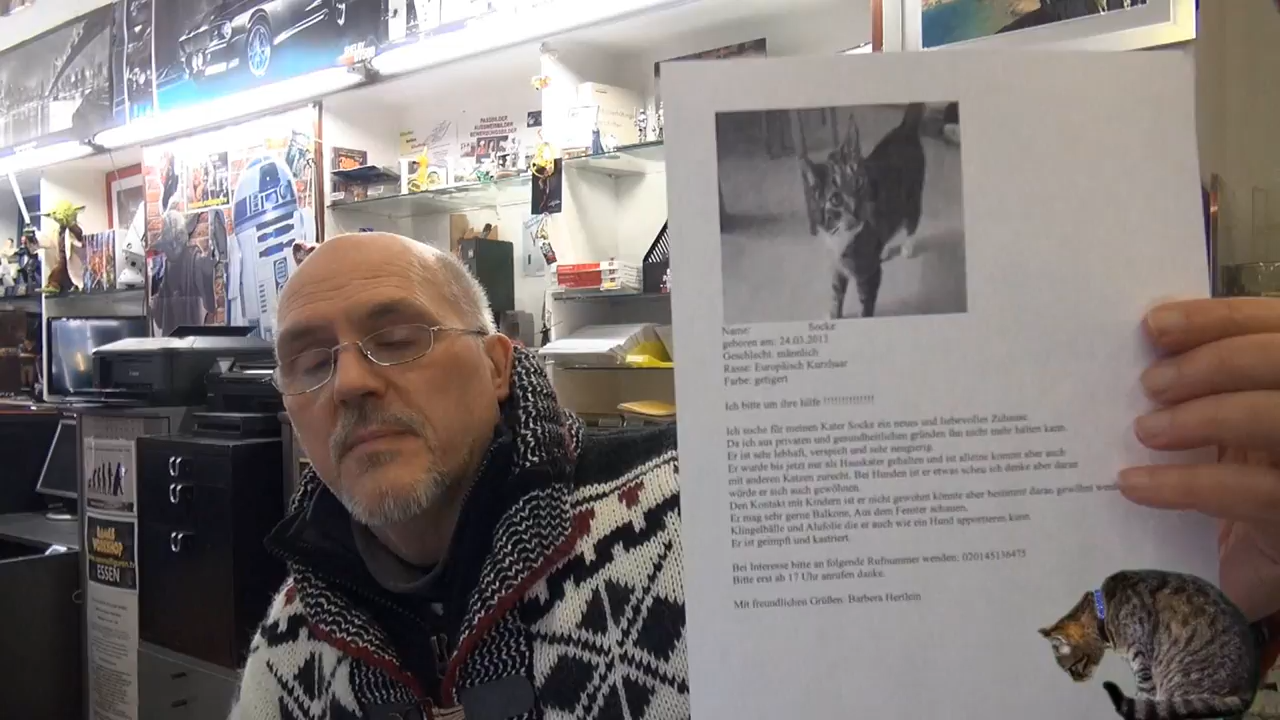 PASSBILDER
AUSWEISBILDER
BEWERBUNGSBILDER
GAMES
WORKSHOP
ESSEN
Name: Socke
geboren am: 24.03.2013
Geschlecht: männlich
Rasse: Europäisch Kurzhaar
Farbe: getigert
Ich bitte um ihre hilfe !!!!!!!!!!!!!!
Ich suche für meinen Kater Socke ein neues und liebevolles Zuhause.
Da ich aus privaten und gesundheitlichen gründen ihn nicht mehr halten kann.
Er ist sehr lebhaft, verspielt und sehr neugierig.
Er wurde bis jetzt nur als Hauskater gehalten und ist alleine kommt aber auch
mit anderen Katzen zurecht. Bei Hunden ist er etwas scheu ich denke aber daran
würde er sich auch gewöhnen.
Den Kontakt mit Kindern ist er nicht gewohnt könnte aber bestimmt daran gewöhnt
Er mag sehr gerne Balkone, Aus dem Fenster schauen,
Klingelbälle und Alufolie die er auch wie ein Hund apportieren kann.
Er ist geimpft und kastriert.
Bei Interesse bitte an folgende Rufnummer wenden: 020145136475
Bitte erst ab 17 Uhr anrufen danke.
Mit freundlichen Grüßen: Barbera Hertlein